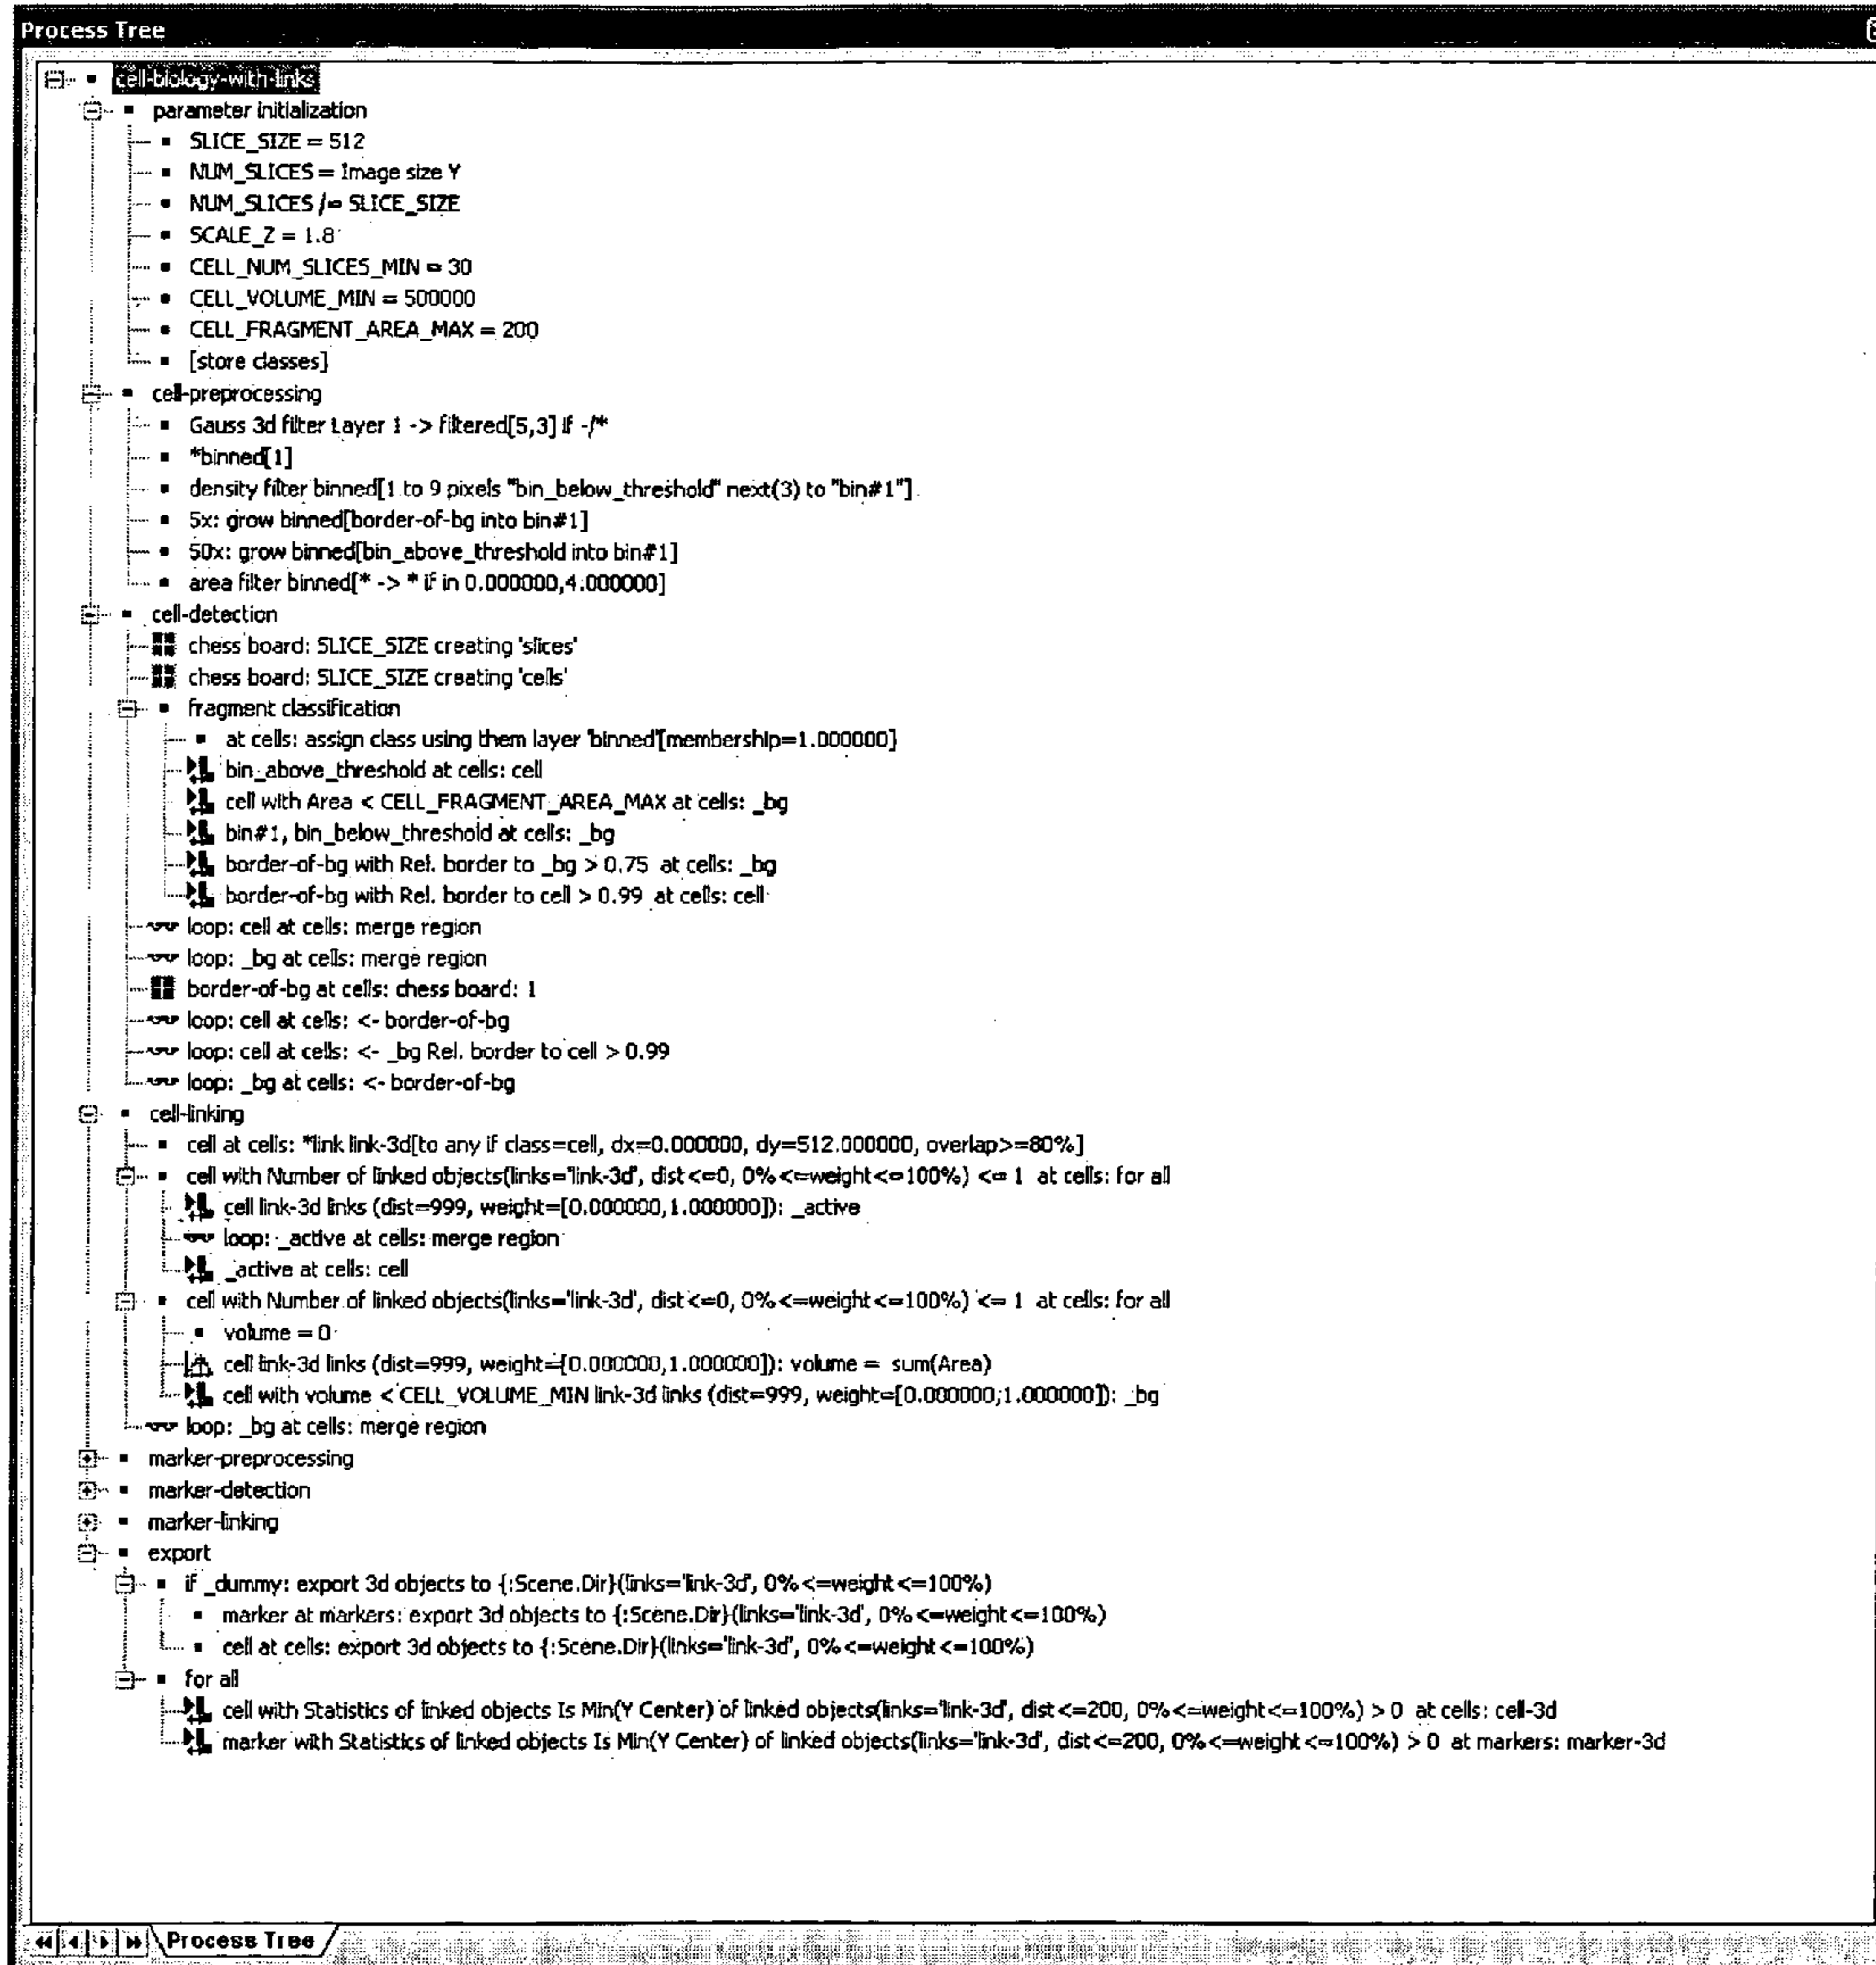 Process Tree
cell-biology-with-links
parameter initialization
SLICE_SIZE = 512
NUM_SLICES = Image size Y
NUM_SLICES /= SLICE_SIZE
SCALE_Z = 1.8
CELL_NUM_SLICES_MIN = 30
CELL_VOLUME_MIN = 500000
CELL_FRAGMENT_AREA_MAX = 200
[store classes]
cell-preprocessing
Gauss 3d filter Layer 1 -> filtered[5,3] if -/*
*binned[1]
density filter binned[1 to 9 pixels "bin_below_threshold" next(3) to "bin#1"]
5x: grow binned[border-of-bg into bin#1]
50x: grow binned[bin_above_threshold into bin#1]
area filter binned[* -> * if in 0.000000,4.000000]
cell-detection
chess board: SLICE_SIZE creating 'slices'
chess board: SLICE_SIZE creating 'cells'
fragment classification
at cells: assign class using them layer 'binned'[membership=1.000000]
bin_above_threshold at cells: cell
cell with Area < CELL_FRAGMENT_AREA_MAX at cells: _bg
bin#1, bin_below_threshold at cells: _bg
border-of-bg with Rel. border to _bg > 0.75 at cells: _bg
border-of-bg with Rel. border to cell > 0.99 at cells: cell
loop: cell at cells: merge region
loop: _bg at cells: merge region
border-of-bg at cells: chess board: 1
loop: cell at cells: <- border-of-bg
loop: cell at cells: <- _bg Rel. border to cell > 0.99
loop: _bg at cells: <- border-of-bg
cell-linking
cell at cells: *link link-3d[to any if class=cell, dx=0.000000, dy=512.000000, overlap>=80%]
cell with Number of linked objects(links='link-3d', dist<=0, 0%<=weight<=100%) <= 1 at cells: for all
cell link-3d links (dist=999, weight=[0.000000,1.000000]): _active
loop: _active at cells: merge region
_active at cells: cell
cell with Number of linked objects(links='link-3d', dist<=0, 0%<=weight<=100%) <= 1 at cells: for all
volume = 0
cell link-3d links (dist=999, weight=[0.000000,1.000000]): volume = sum(Area)
cell with volume < CELL_VOLUME_MIN link-3d links (dist=999, weight=[0.000000,1.000000]): _bg
loop: _bg at cells: merge region
marker-preprocessing
marker-detection
marker-linking
export
if _dummy: export 3d objects to {:Scene.Dir}(links='link-3d', 0%<=weight<=100%)
marker at markers: export 3d objects to {:Scene.Dir}(links='link-3d', 0%<=weight<=100%)
cell at cells: export 3d objects to {:Scene.Dir}(links='link-3d', 0%<=weight<=100%)
for all
cell with Statistics of linked objects Is Min(Y Center) of linked objects(links='link-3d', dist<=200, 0%<=weight<=100%) > 0 at cells: cell-3d
marker with Statistics of linked objects Is Min(Y Center) of linked objects(links='link-3d', dist<=200, 0%<=weight<=100%) > 0 at markers: marker-3d
Process Tree